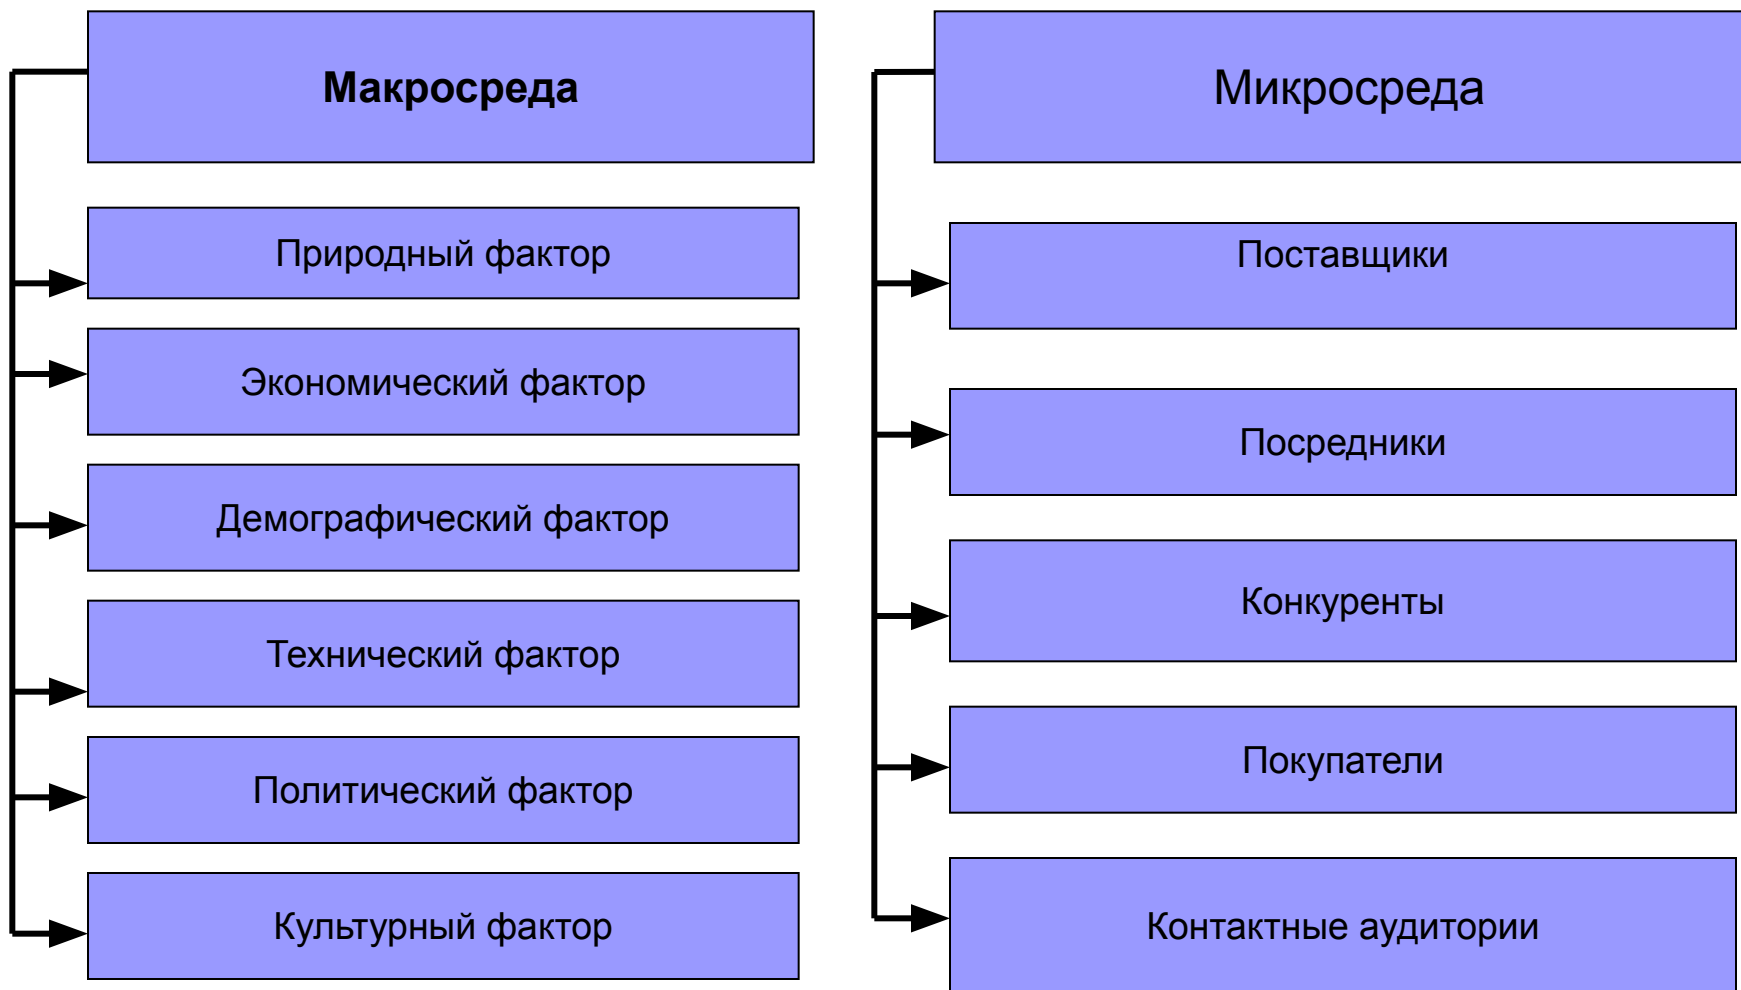 Макросреда
Природный фактор
Экономический фактор
Демографический фактор
Технический фактор
Политический фактор
Культурный фактор
Микросреда
Поставщики
Посредники
Конкуренты
Покупатели
Контактные аудитории